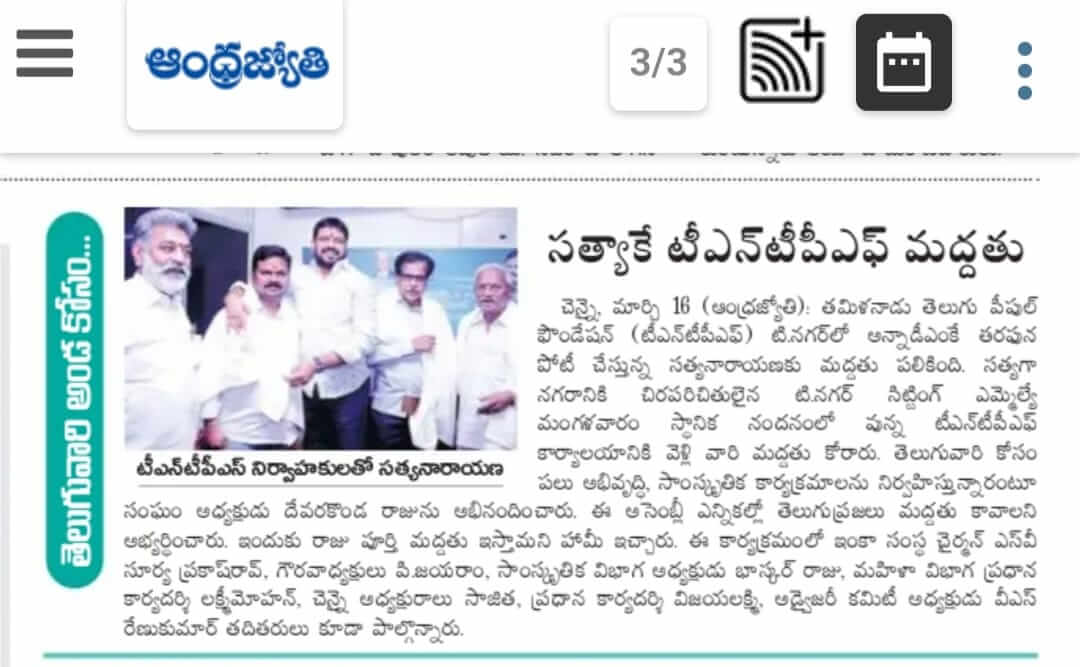 ఆంధ్రజ్యోతి
3/3
తెలుగువారి అండ కోసం...
టీఎన్‌టీపీఎస్ నిర్వాహకులతో సత్యనారాయణ
సత్యాకే టీఎన్‌టీపీఎఫ్ మద్దతు
చెన్నై, మార్చి 16 (ఆంధ్రజ్యోతి): తమిళనాడు తెలుగు పీపుల్
ఫౌండేషన్ (టీఎన్‌టీపీఎఫ్) టి.నగర్‌లో అన్నాడీఎంకే తరఫున
పోటీ చేస్తున్న సత్యనారాయణకు మద్దతు పలికింది. సత్యగా
నగరానికి చిరపరిచితులైన టి.నగర్ సిట్టింగ్ ఎమ్మెల్యే
మంగళవారం స్థానిక నందనంలో వున్న టీఎన్‌టీపీఎఫ్
కార్యాలయానికి వెళ్లి వారి మద్దతు కోరారు. తెలుగువారి కోసం
పలు అభివృద్ధి, సాంస్కృతిక కార్యక్రమాలను నిర్వహిస్తున్నారంటూ
సంఘం అధ్యక్షుడు దేవరకొండ రాజును అభినందించారు. ఈ అసెంబ్లీ ఎన్నికల్లో తెలుగుప్రజలు మద్దతు కావాలని
అభ్యర్థించారు. ఇందుకు రాజు పూర్తి మద్దతు ఇస్తామని హామీ ఇచ్చారు. ఈ కార్యక్రమంలో ఇంకా సంస్థ ఛైర్మన్ ఎస్‌వీ
సూర్య ప్రకాష్‌రావ్, గౌరవాధ్యక్షులు పి.జయరాం, సాంస్కృతిక విభాగ అధ్యక్షుడు భాస్కర్ రాజు, మహిళా విభాగ ప్రధాన
కార్యదర్శి లక్ష్మీమోహన్, చెన్నై అధ్యక్షురాలు సాజిత, ప్రధాన కార్యదర్శి విజయలక్ష్మి, అడ్వైజరీ కమిటీ అధ్యక్షుడు వీఎస్
రేణుకుమార్ తదితరులు కూడా పాల్గొన్నారు.